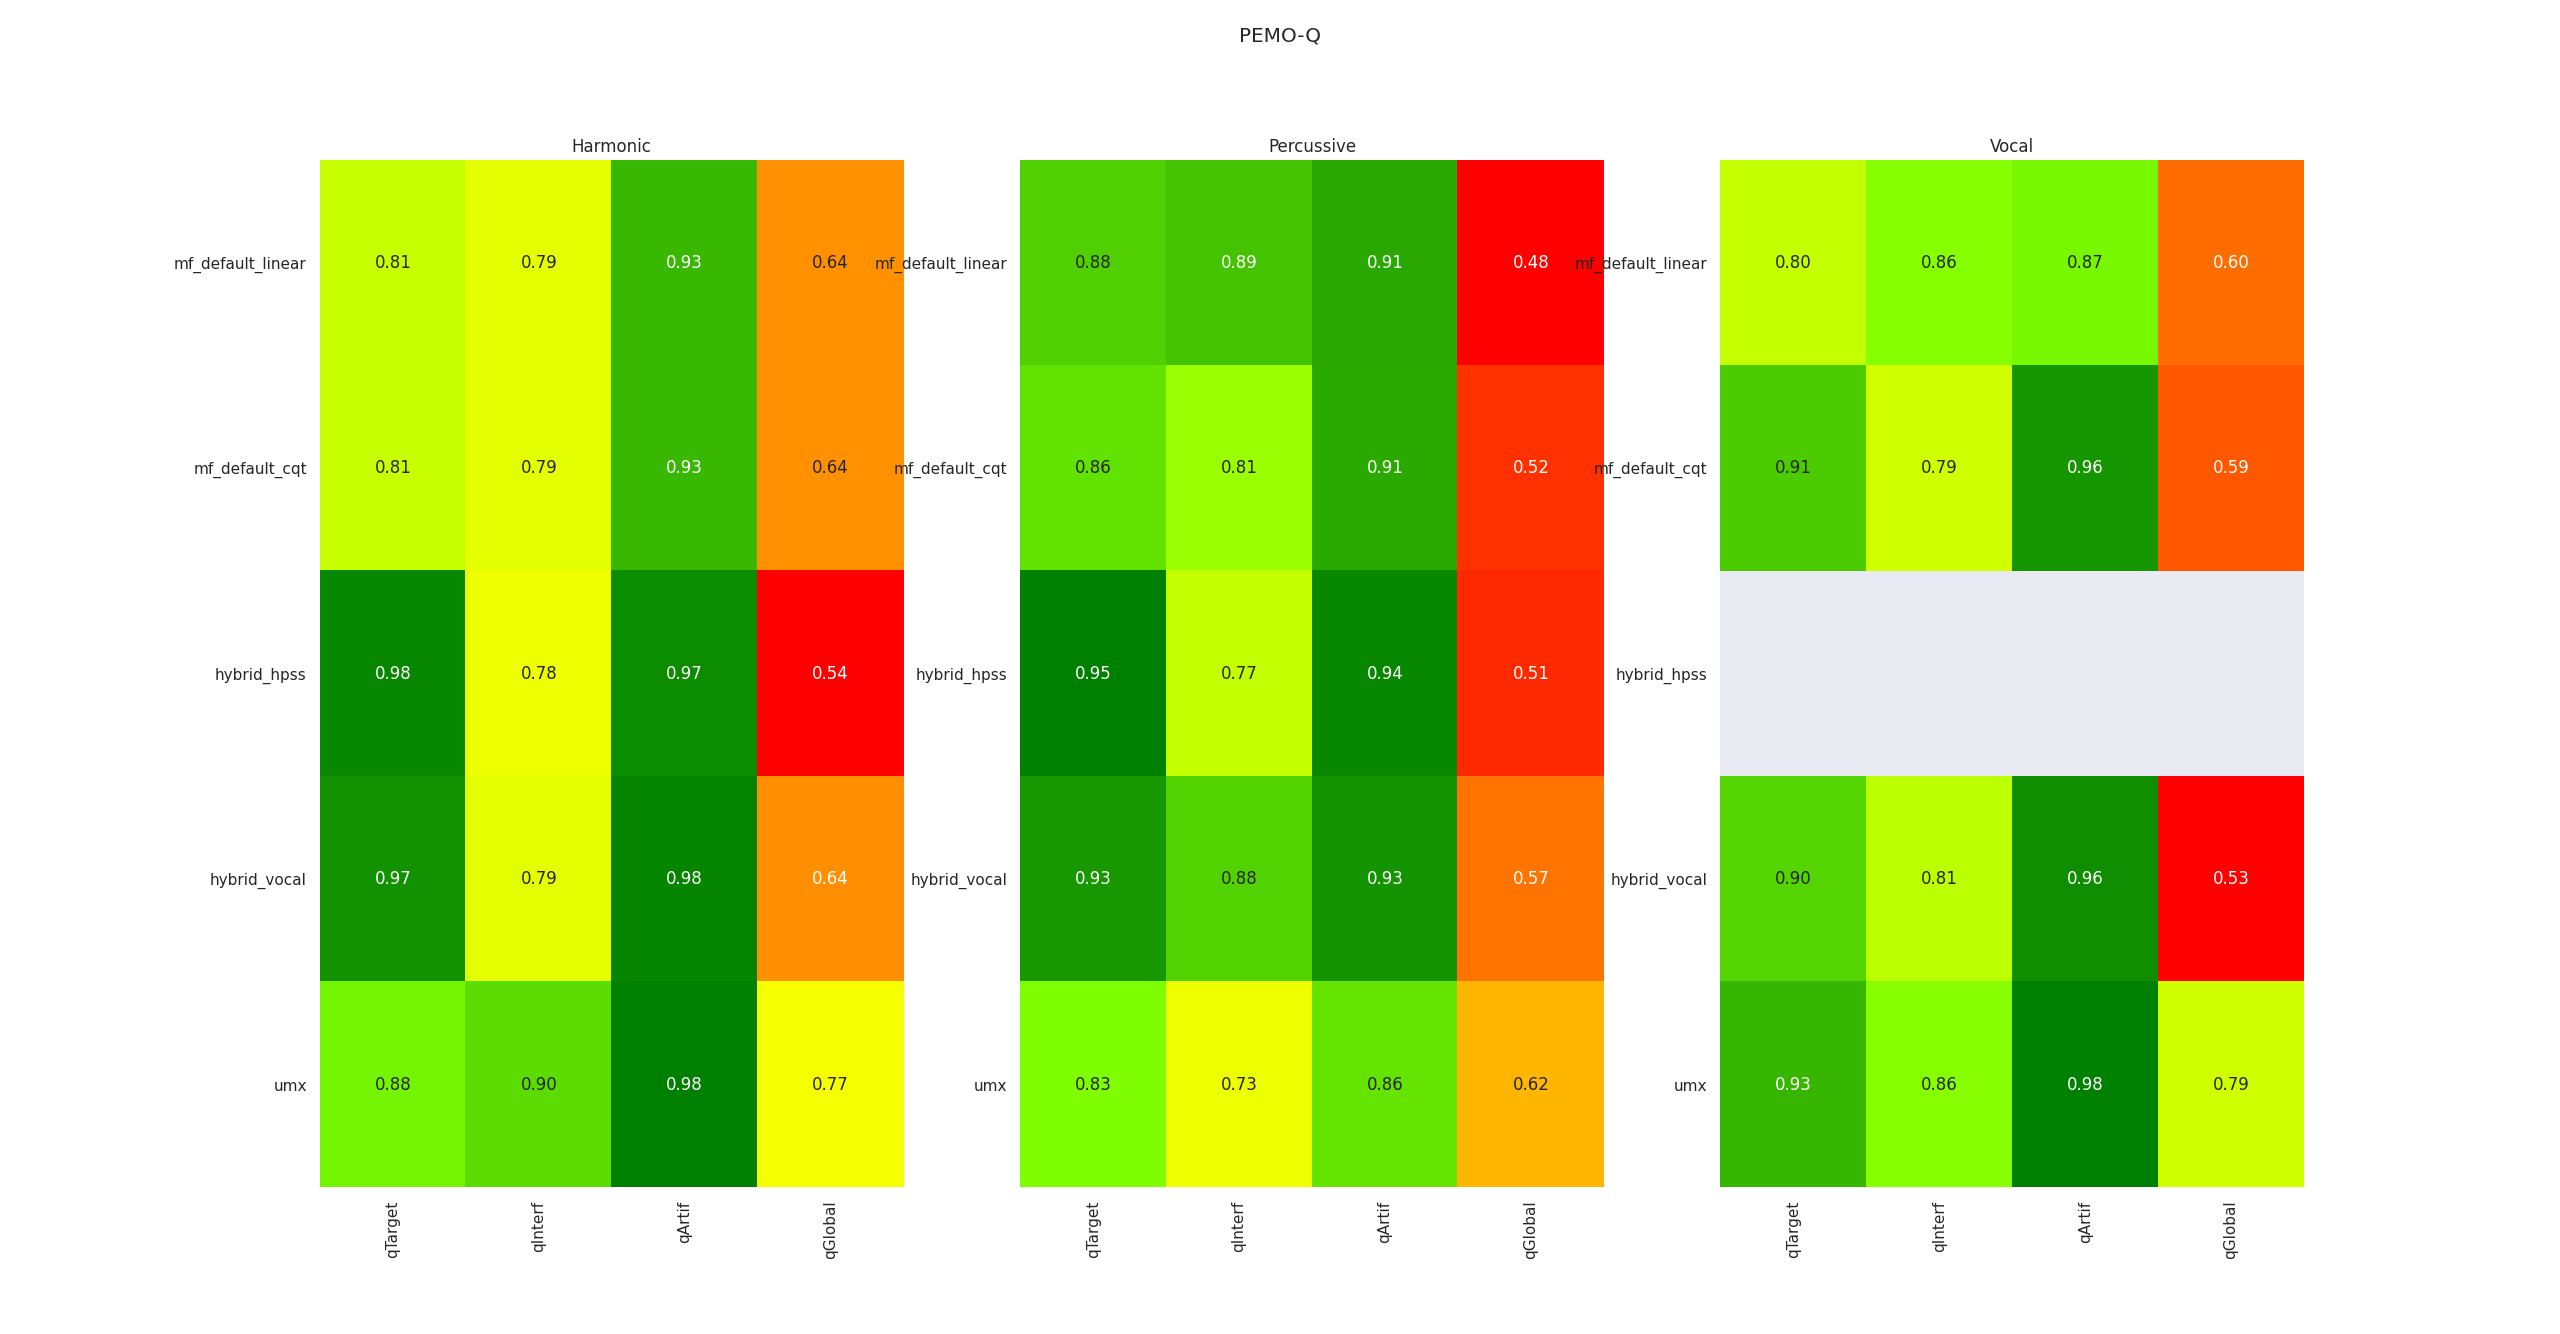 PEMO-Q
Harmonic Percussive Vocal
mf_default_linear 0.81 0.79 0.93 0.64 mf_default_linear 0.88 0.89 0.91 0.48 mf_default_linear 0.80 0.86 0.87 0.60
mf_default_cqt 0.81 0.79 0.93 0.64 mf_default_cqt 0.86 0.81 0.91 0.52 mf_default_cqt 0.91 0.79 0.96 0.59
hybrid_hpss 0.98 0.78 0.97 0.54 hybrid_hpss 0.95 0.77 0.94 0.51 hybrid_hpss
hybrid_vocal 0.97 0.79 0.98 0.64 hybrid_vocal 0.93 0.88 0.93 0.57 hybrid_vocal 0.90 0.81 0.96 0.53
umx 0.88 0.90 0.98 0.77 umx 0.83 0.73 0.86 0.62 umx 0.93 0.86 0.98 0.79
qTarget qInterf qArtif qGlobal qTarget qInterf qArtif qGlobal qTarget qInterf qArtif qGlobal